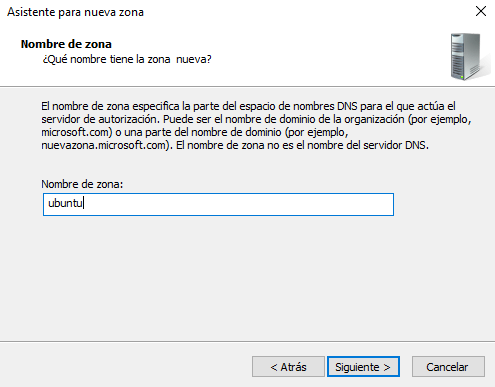 Asistente para nueva zona
Nombre de zona
¿Qué nombre tiene la zona nueva?
El nombre de zona especifica la parte del espacio de nombres DNS para el que actúa el
servidor de autorización. Puede ser el nombre de dominio de la organización (por ejemplo,
microsoft.com) o una parte del nombre de dominio (por ejemplo,
nuevazona.microsoft.com). El nombre de zona no es el nombre del servidor DNS.
Nombre de zona:
ubuntu
< Atrás
Siguiente >
Cancelar